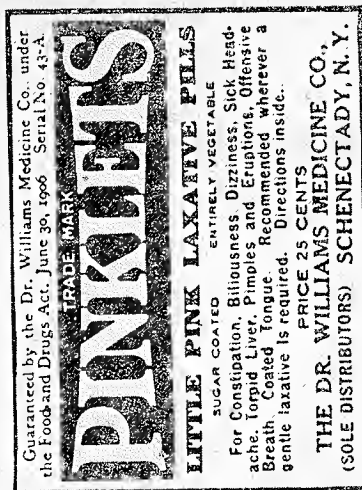 Guaranteed by the Dr. Williams Medicine Co. under
the Food and Drugs Act, June 30, 1906 Serial No. 43-A.
TRADE MARK
PINKLETS
LITTLE PINK LAXATIVE PILLS
SUGAR COATED ENTIRELY VEGETABLE
For Constipation, Biliousness, Dizziness, Sick Head-
ache, Torpid Liver, Pimples and Eruptions, Offensive
Breath, Coated Tongue. Recommended wherever a
gentle laxative is required. Directions inside.
PRICE 25 CENTS
THE DR. WILLIAMS MEDICINE CO.,
(SOLE DISTRIBUTORS) SCHENECTADY, N. Y.